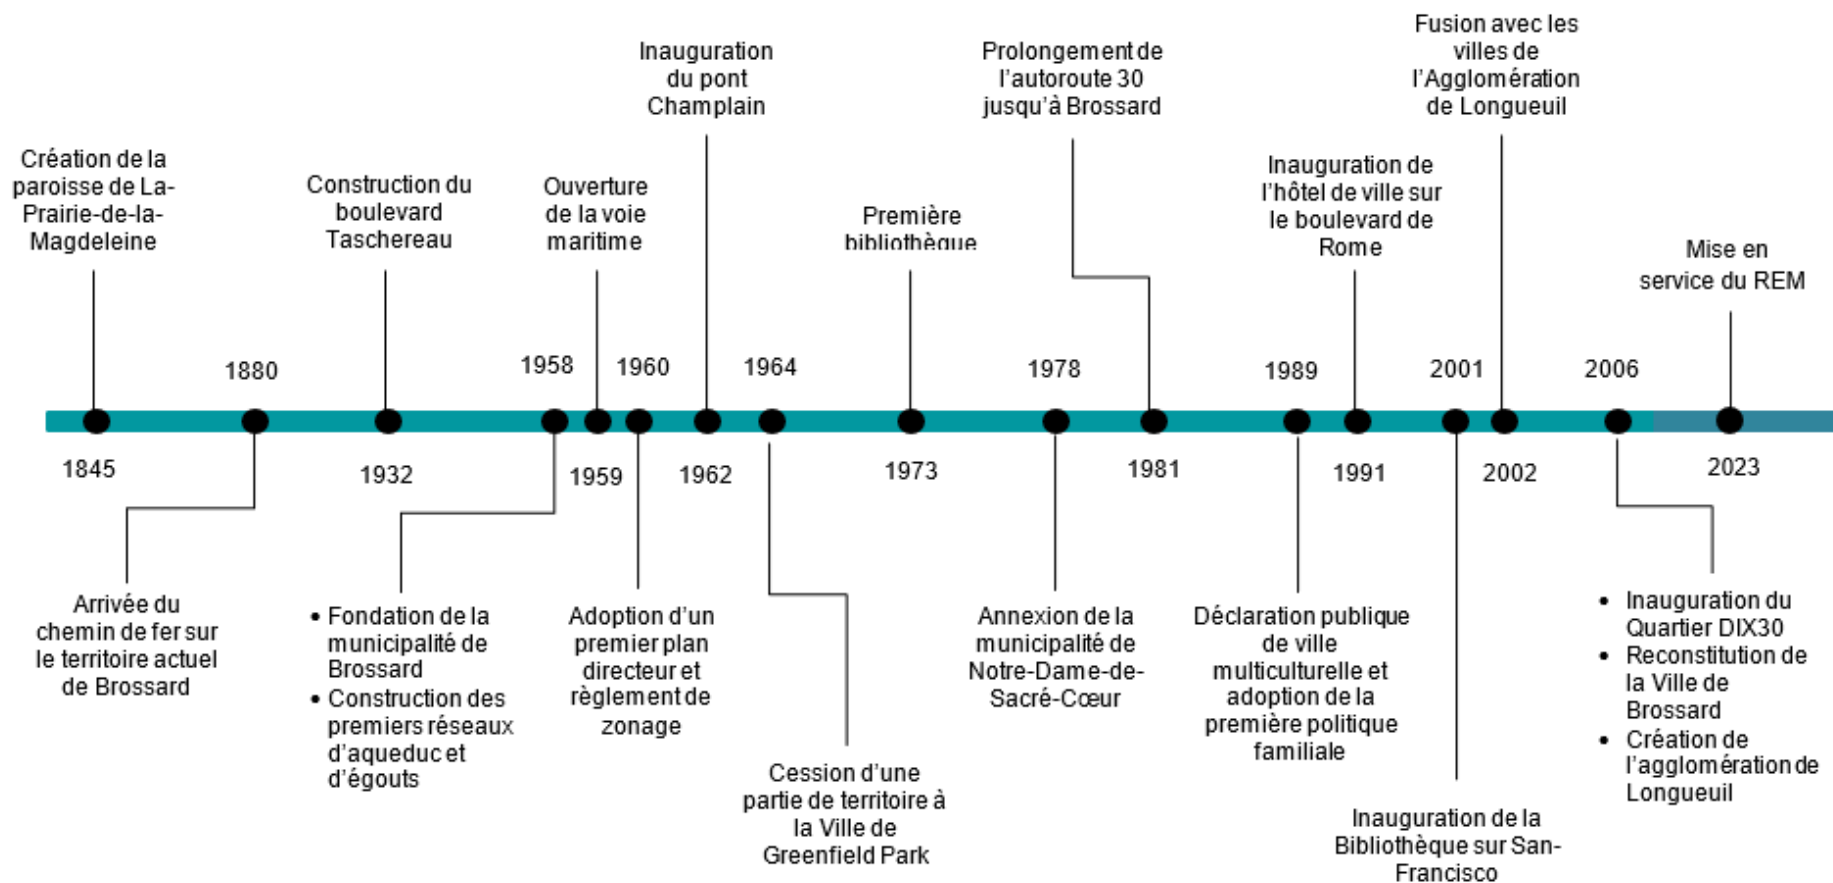 Création de la
paroisse de La-
Prairie-de-la-
Magdeleine
1845
1880
Arrivée du
chemin de fer sur
le territoire actuel
de Brossard
Construction du
boulevard
Taschereau
1932
1958
• Fondation de la
municipalité de
Brossard
• Construction des
premiers réseaux
d'aqueduc et
d'égouts
Ouverture
de la voie
maritime
1959
1960
Adoption d'un
premier plan
directeur et
règlement de
zonage
Inauguration
du pont
Champlain
1962
1964
Cession d'une
partie de territoire à
la Ville de
Greenfield Park
Première
bibliothèque
1973
1978
Annexion de la
municipalité de
Notre-Dame-de-
Sacré-Cœur
Prolongement de
l'autoroute 30
jusqu'à Brossard
1981
1989
Déclaration publique
de ville
multiculturelle et
adoption de la
première politique
familiale
Inauguration de
l'hôtel de ville sur
le boulevard de
Rome
1991
2001
Inauguration de la
Bibliothèque sur San-
Francisco
Fusion avec les
villes de
l'Agglomération
de Longueuil
2002
2006
• Inauguration du
Quartier DIX30
• Reconstitution de
la Ville de
Brossard
• Création de
l'agglomération de
Longueuil
Mise en
service du REM
2023